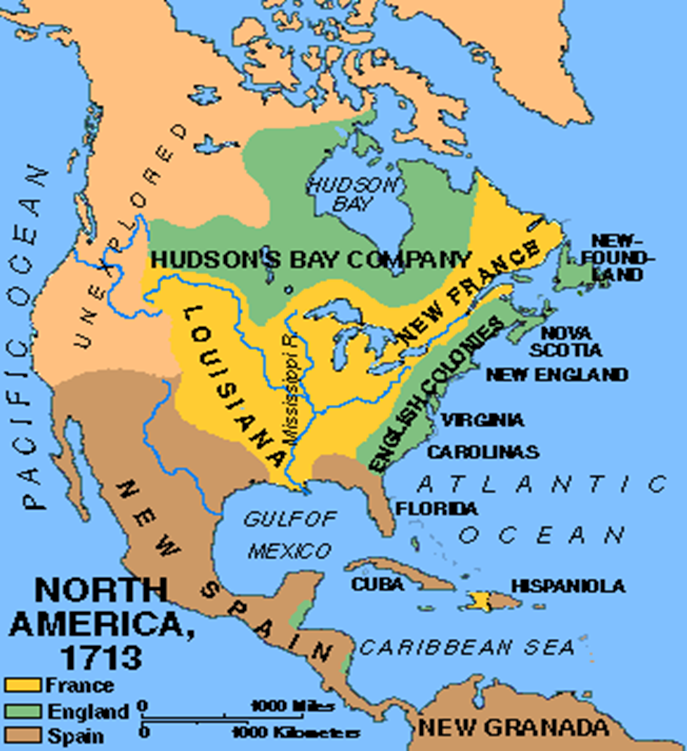 PACIFIC OCEAN
UNEXPLORED
HUDSON
BAY
HUDSON'S BAY COMPANY
NEW-
FOUND-
LAND
NEW FRANCE
LOUISIANA
Mississippi R.
NOVA
SCOTIA
ENGLISH COLONIES
NEW ENGLAND
VIRGINIA
CAROLINAS
ATLANTIC
OCEAN
FLORIDA
GULF OF
MEXICO
NEW SPAIN
CUBA
HISPANIOLA
CARIBBEAN SEA
NEW GRANADA
NORTH
AMERICA,
1713
France
England
Spain
0 1000 Miles
0 1000 Kilometers